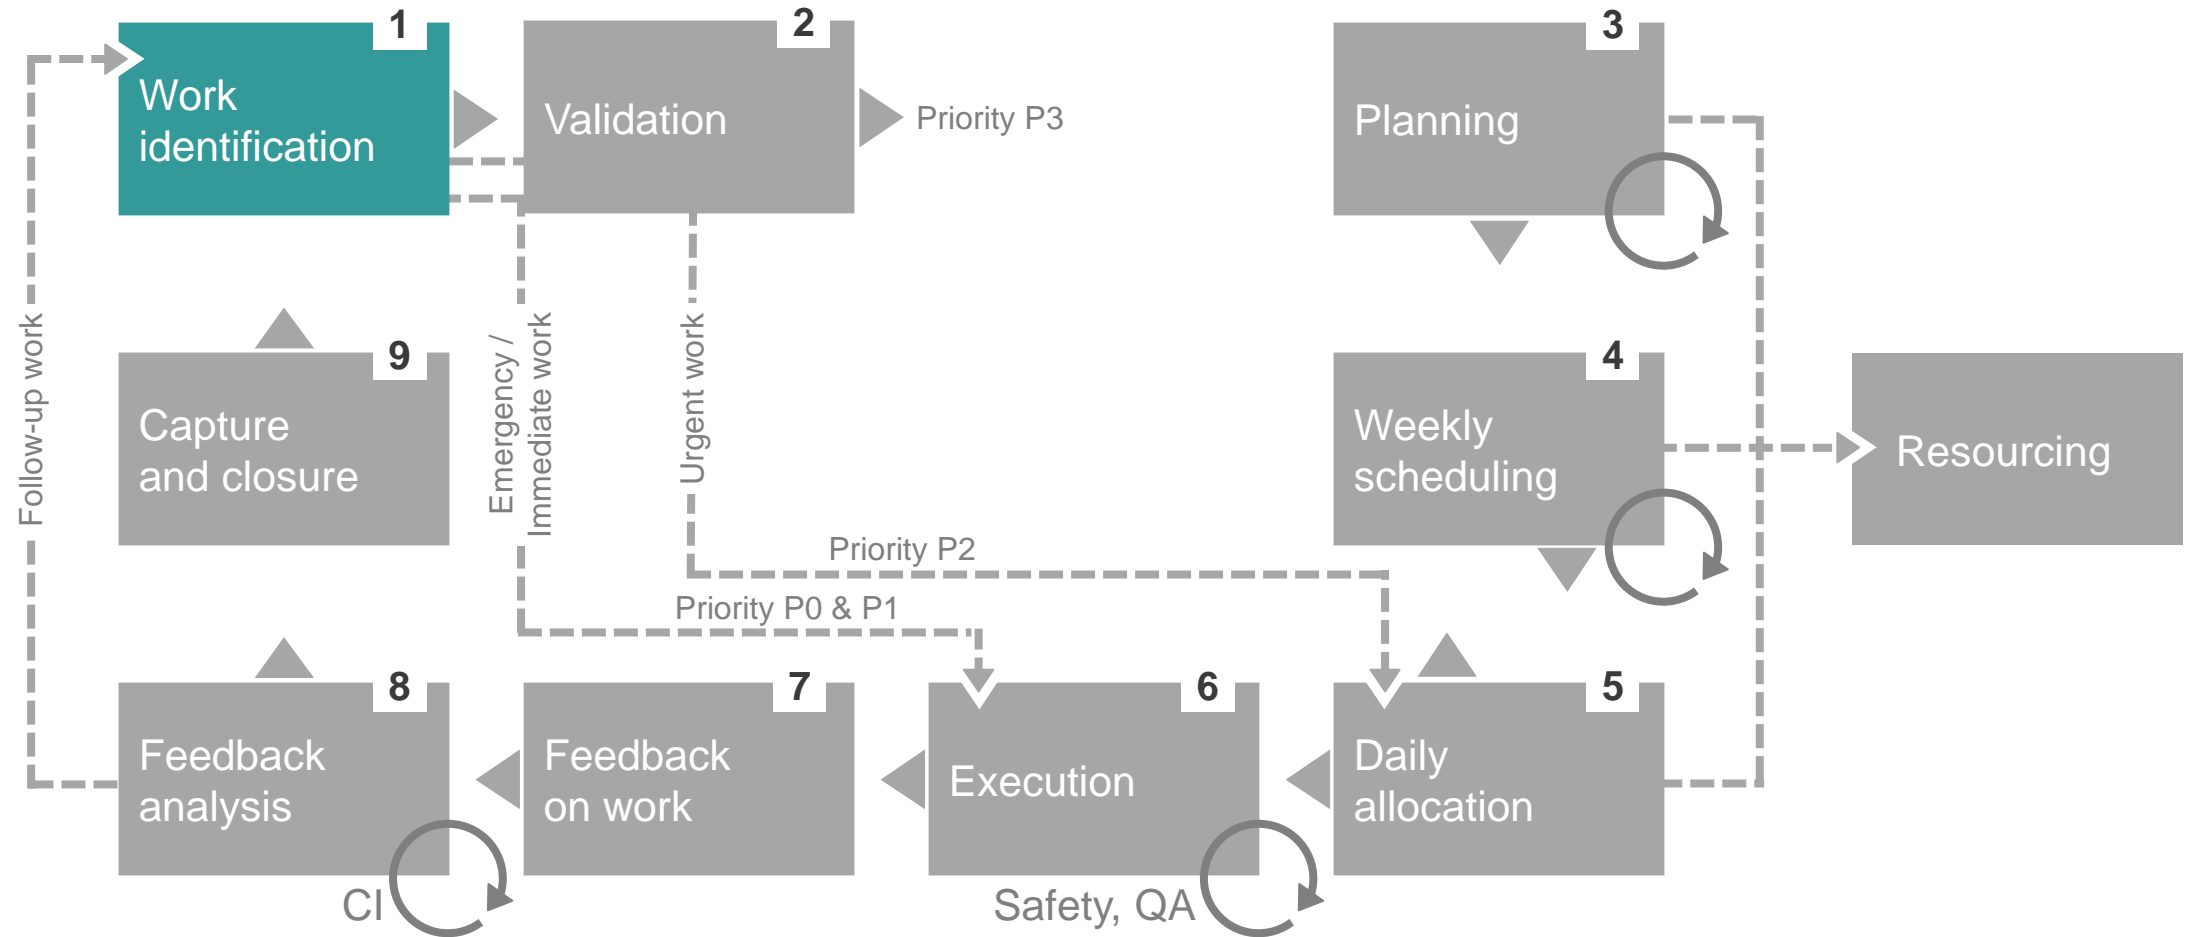 1
Work
identification
2
Validation
Priority P3
3
Planning
Follow-up work
9
Capture
and closure
Emergency /
Immediate work
Urgent work
4
Weekly
scheduling
Resourcing
Priority P2
Priority P0 & P1
8
Feedback
analysis
CI
7
Feedback
on work
6
Execution
Safety, QA
5
Daily
allocation